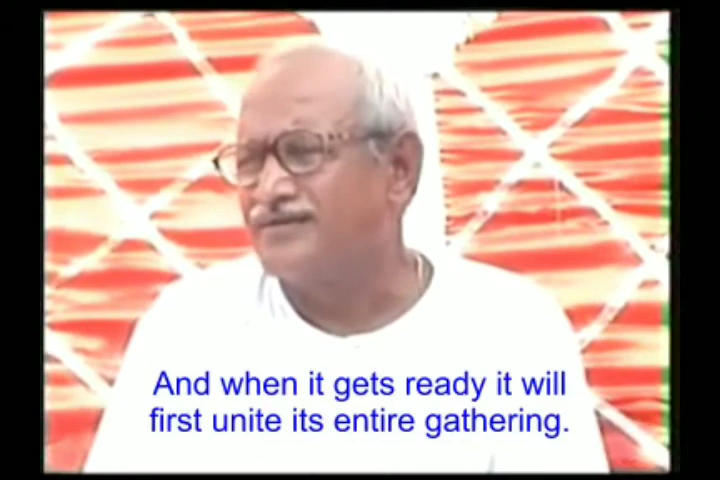 And when it gets ready it will
first unite its entire gathering.